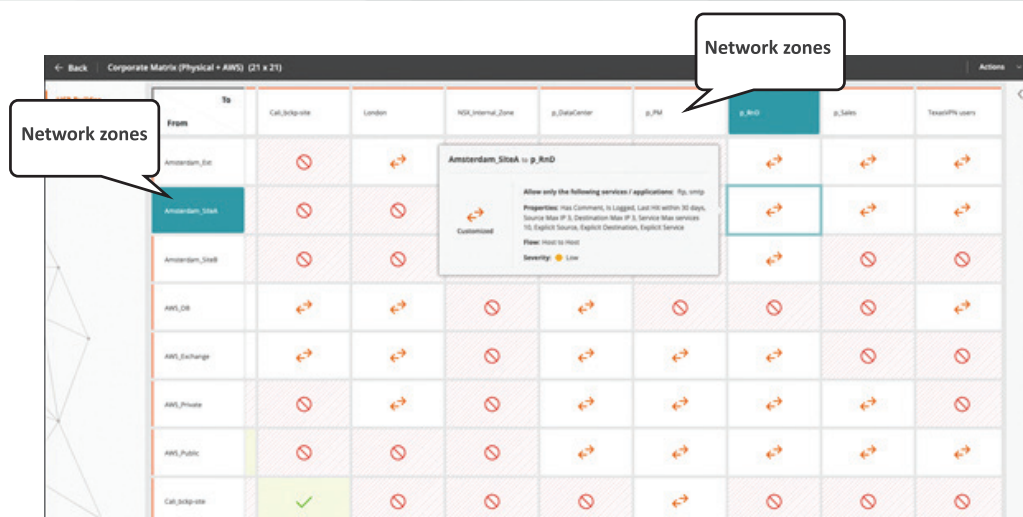 Network zones
← Back Corporate Matrix (Physical + AWS) (21 x 21) Actions
To
From
Cali_bckp-site London NSX_Internal_Zone p_DataCenter p_PM p_RnD p_Sales TexasVPN users
Network zones
Amsterdam_Ext
Amsterdam_SiteA to p_RnD
Amsterdam_SiteA
Allow only the following services / applications: ftp, smtp
Properties: Has Comment, Is Logged, Last Hit within 30 days,
Source Max IP 3, Destination Max IP 3, Service Max services
10, Explicit Source, Explicit Destination, Explicit Service
Customized
Flow: Host to Host
Severity: Low
Amsterdam_SiteB
AWS_DB
AWS_Exchange
AWS_Private
AWS_Public
Cali_bckp-site